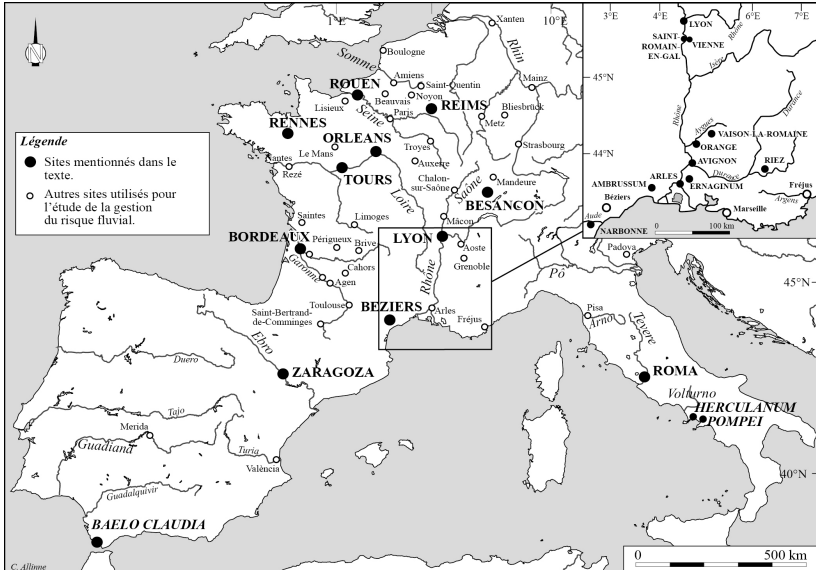 1 E
10° E
Xanten
Boulogne
Somme
Rhin
Amiens
Saint-Quentin
ROUEN
Beauvais
Noyon
REIMS
Mainz
45°N
Lisieux
Seine
Paris
Bliesbrück
Metz
RENNES
ORLEANS
Troyes
Strasbourg
Le Mans
Auxerre
44°N
Nantes
Rezé
TOURS
Chalon-
sur-Saône
Saône
Mandeure
BESANCON
Loire
Saintes
Limoges
Mâcon
BORDEAUX
Périgueux
Brive
LYON
Aoste
Grenoble
Garonne
Cahors
Agen
Rhône
Pô
Padova
45°N
Toulouse
BEZIERS
Arles
Fréjus
Saint-Bertrand-
de-Comminges
Pisa
Arno
Tevere
Ebro
Duero
ZARAGOZA
ROMA
Volturno
HERCULANUM
POMPEI
Tajo
Merida
Guadiana
Turia
València
40°N
Guadalquivir
BAELO CLAUDIA
0 500 km
C. Allinne
N
Légende
Sites mentionnés dans le
texte.
Autres sites utilisés pour
l'étude de la gestion
du risque fluvial.
3°E
5°E
7°E
LYON
Rhône
SAINT-
ROMAIN-
EN-GAL
VIENNE
Isère
Rhône
Durance
Aygues
VAISON-LA-ROMAINE
ORANGE
AVIGNON
RIEZ
Durance
ARLES
ERNAGINUM
AMBRUSSUM
Béziers
Fréjus
Argens
Marseille
Aude
NARBONNE
0 100 km